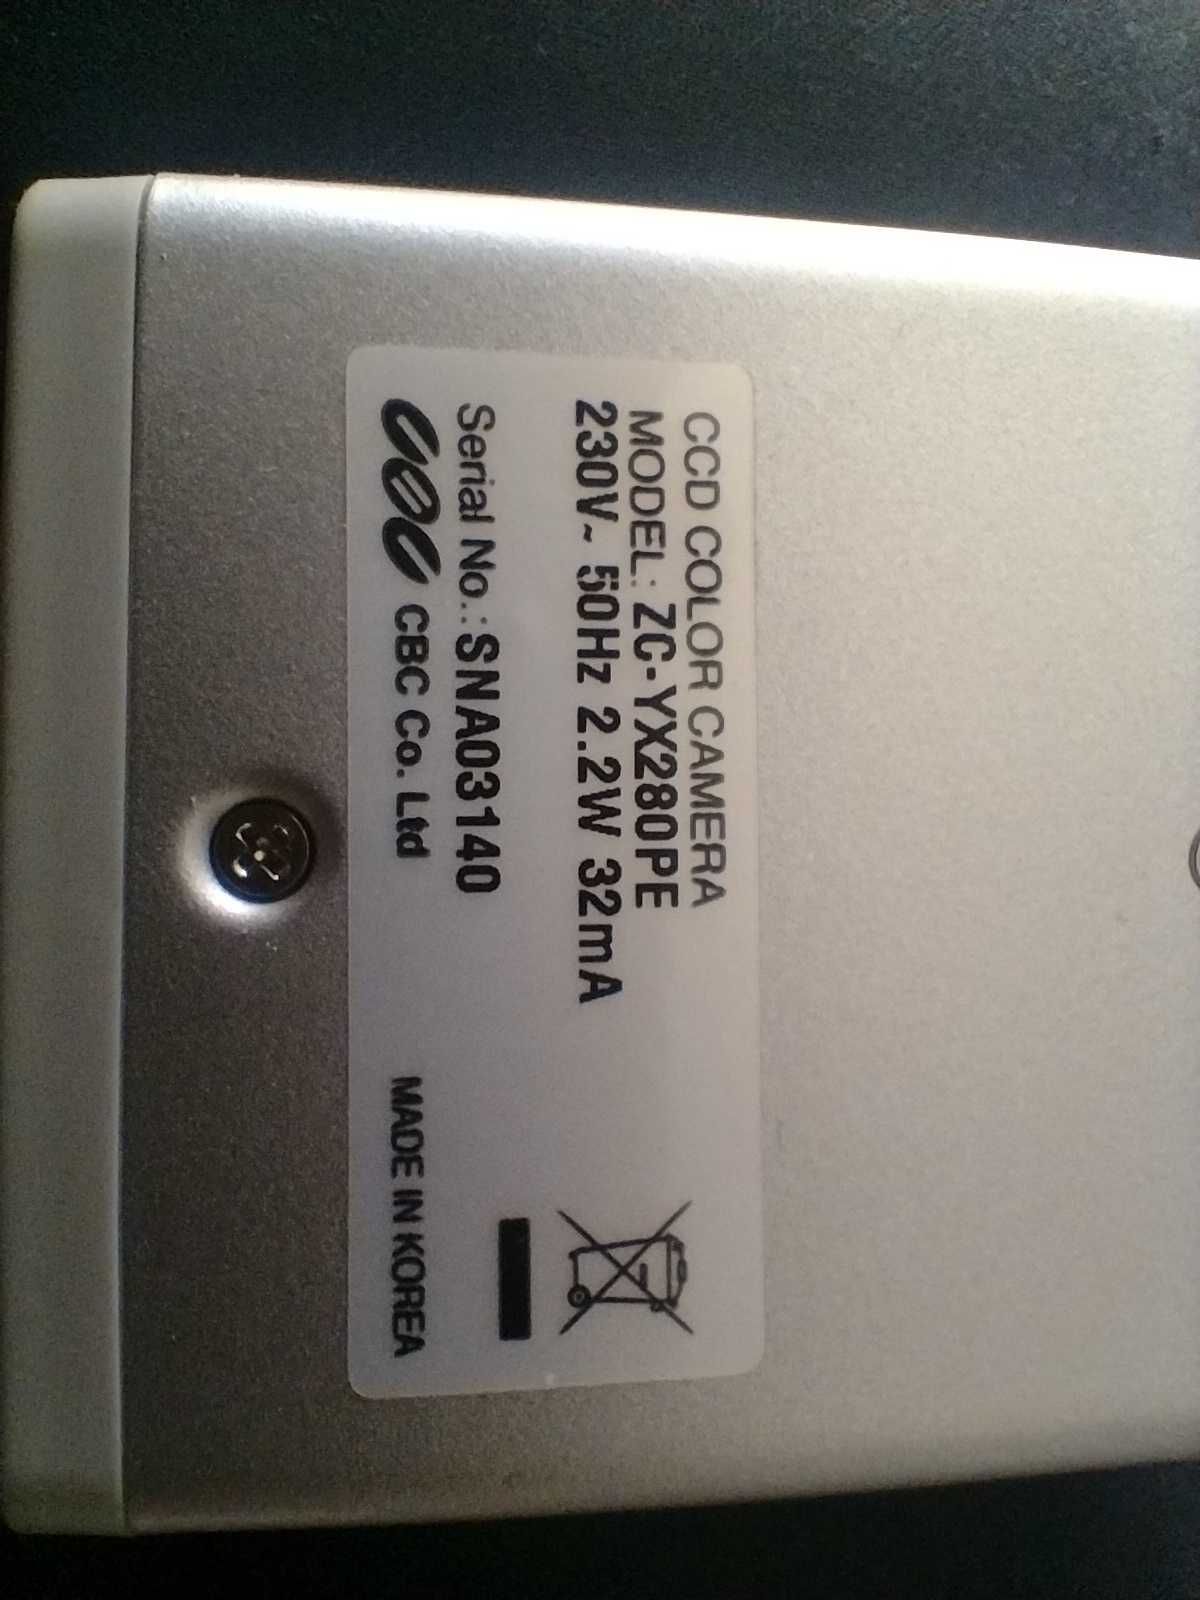 CCD COLOR CAMERA
MODEL: ZC-YX280PE
230V~ 50Hz 2.2W 32mA
Serial No.: SNA03140
CBC CBC Co. Ltd
MADE IN KOREA